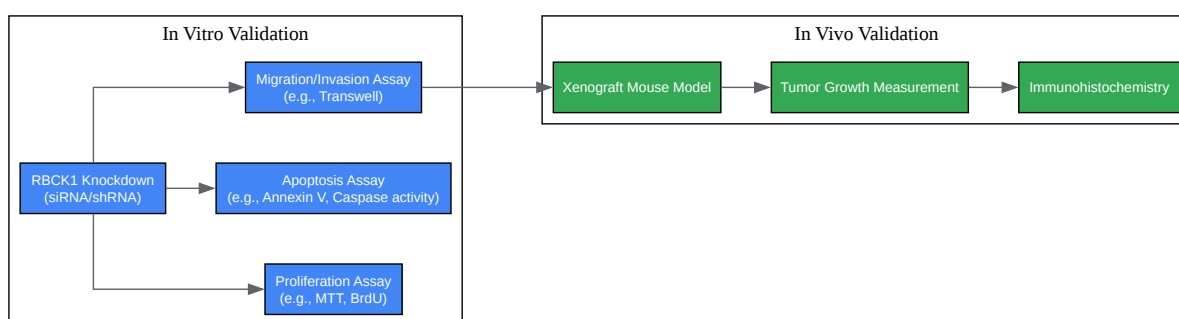 In Vitro Validation
In Vivo Validation
Migration/Invasion Assay
(e.g., Transwell)
Xenograft Mouse Model
Tumor Growth Measurement
Immunohistochemistry
RBCK1 Knockdown
(siRNA/shRNA)
Apoptosis Assay
(e.g., Annexin V, Caspase activity)
Proliferation Assay
(e.g., MTT, BrdU)